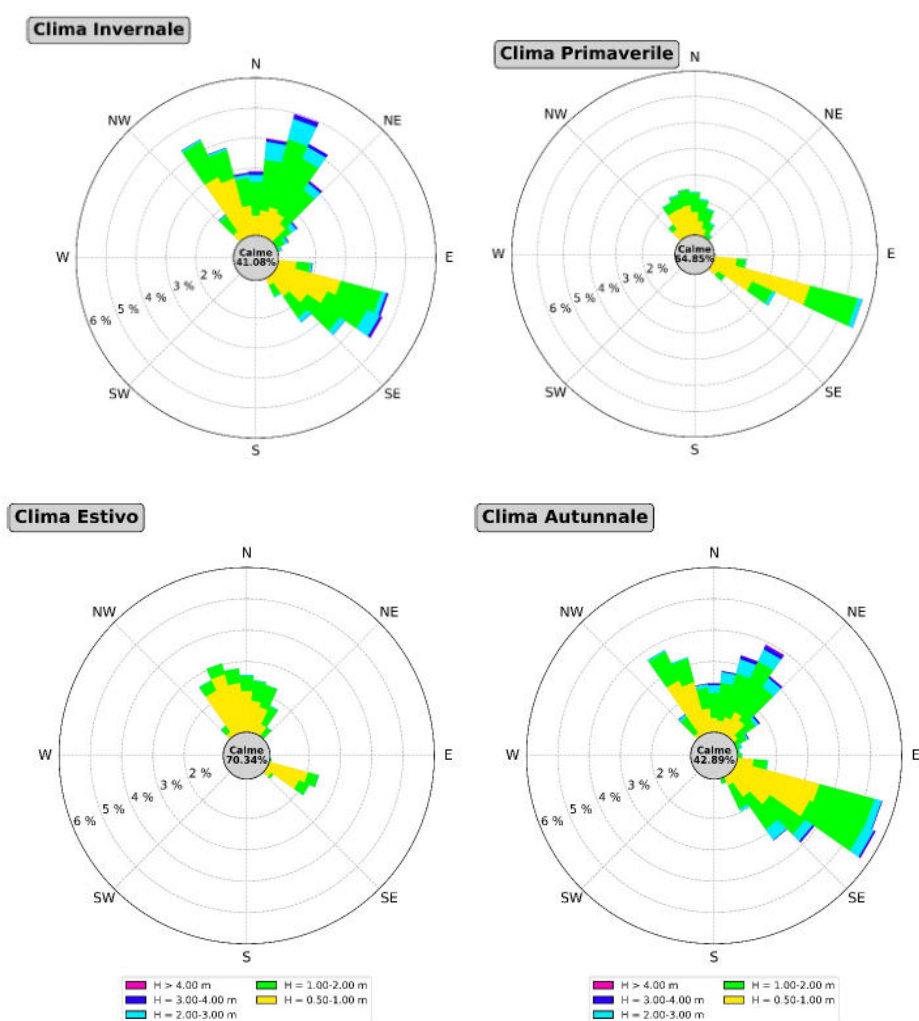 Clima Invernale
N
NW
NE
Calme
41.08%
W
E
2 %
3 %
4 %
5 %
6 %
SW
SE
S
Clima Primaverile
N
NW
NE
Calme
64.85%
W
E
2 %
3 %
4 %
5 %
6 %
SW
SE
S
Clima Estivo
N
NW
NE
Calme
70.34%
W
E
2 %
3 %
4 %
5 %
6 %
SW
SE
S
H > 4.00 m
H = 3.00-4.00 m
H = 2.00-3.00 m
H = 1.00-2.00 m
H = 0.50-1.00 m
Clima Autunnale
N
NW
NE
Calme
42.89%
W
E
2 %
3 %
4 %
5 %
6 %
SW
SE
S
H > 4.00 m
H = 3.00-4.00 m
H = 2.00-3.00 m
H = 1.00-2.00 m
H = 0.50-1.00 m